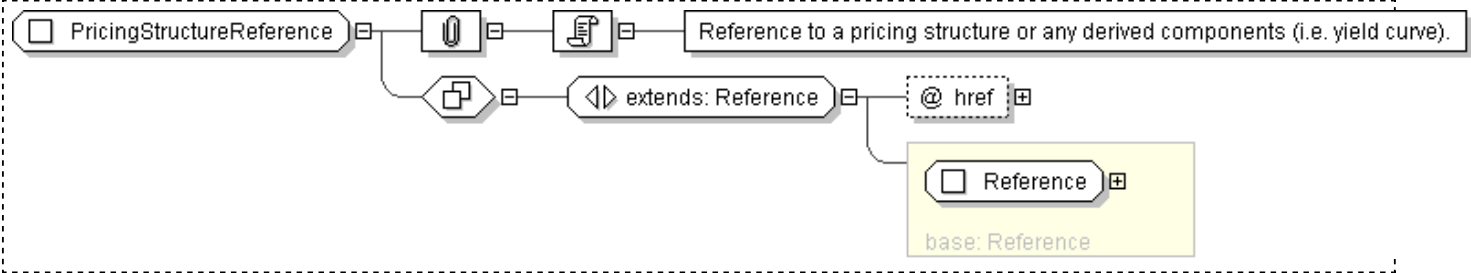 PricingStructureReference
Reference to a pricing structure or any derived components (i.e. yield curve).
extends: Reference
@ href
Reference
base: Reference